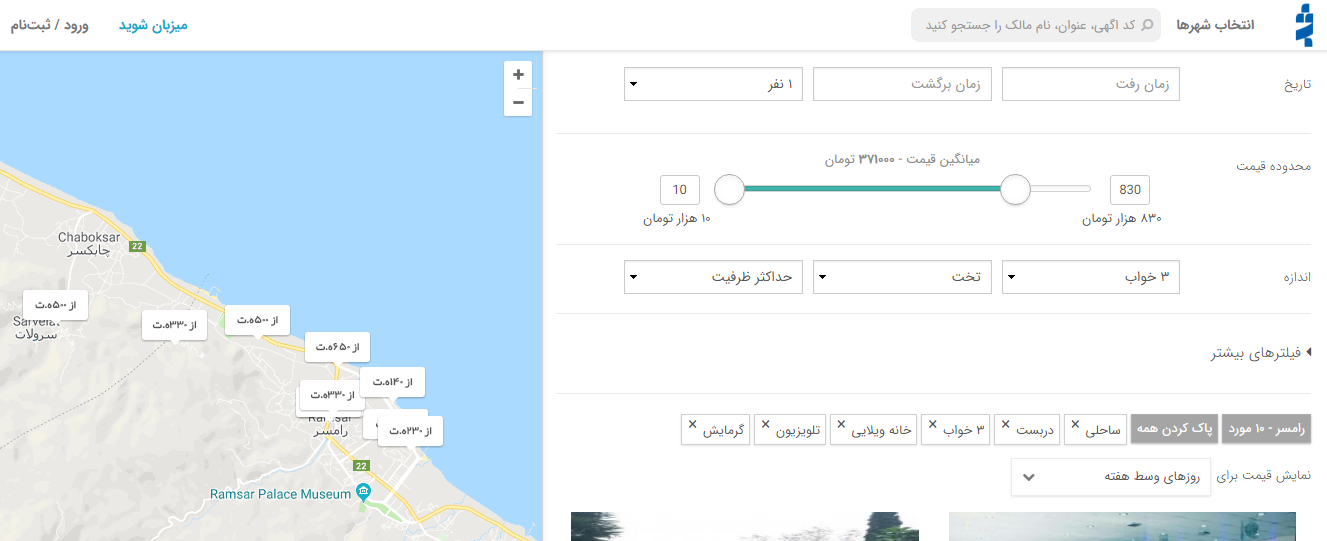 انتخاب شهرها
کد اگهی، عنوان، نام مالک را جستجو کنید
میزبان شوید
ورود / ثبت‌نام
تاریخ
زمان رفت
زمان برگشت
۱ نفر
محدوده قیمت
میانگین قیمت - ۳۷۱۰۰۰ تومان
830
10
۸۳۰ هزار تومان
۱۰ هزار تومان
اندازه
۳ خواب
تخت
حداکثر ظرفیت
فیلترهای بیشتر
رامسر - ۱۰ مورد
پاک کردن همه
ساحلی ×
دربست ×
۳ خواب ×
خانه ویلایی ×
تلویزیون ×
گرمایش ×
نمایش قیمت برای
روزهای وسط هفته
+
−
Chaboksar
چابکسر
22
از ۵۰۰ه.ت
Sarvelat
سرولات
از ۳۳۰ه.ت
از ۵۰۰ه.ت
از ۶۵۰ه.ت
از ۱۴۰ه.ت
از ۳۳۰ه.ت
Ramsar
رامسر
از ۲۳۰ه.ت
22
Ramsar Palace Museum